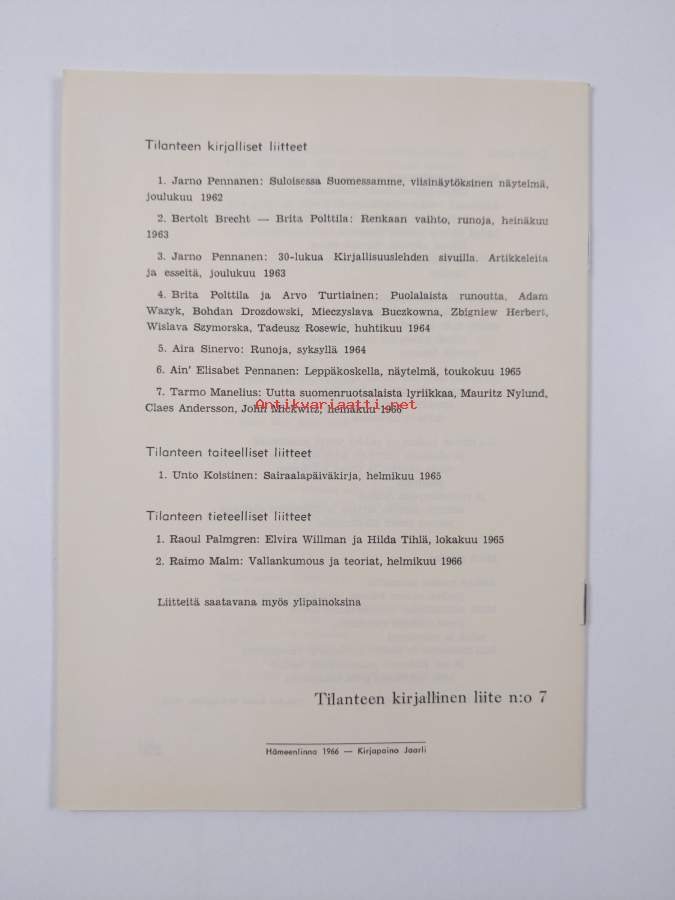 Tilanteen kirjalliset liitteet
1. Jarno Pennanen: Suloisessa Suomessamme, viisinäytöksinen näytelmä,
joulukuu 1962
2. Bertolt Brecht — Brita Polttila: Renkaan vaihto, runoja, heinäkuu
1963
3. Jarno Pennanen: 30-lukua Kirjallisuuslehden sivuilla. Artikkeleita
ja esseitä, joulukuu 1963
4. Brita Polttila ja Arvo Turtiainen: Puolalaista runoutta, Adam
Wazyk, Bohdan Drozdowski, Mieczyslava Buczkowna, Zbigniew Herbert,
Wislava Szymorska, Tadeusz Rosewic, huhtikuu 1964
5. Aira Sinervo: Runoja, syksyllä 1964
6. Ain' Elisabet Pennanen: Leppäkoskella, näytelmä, toukokuu 1965
7. Tarmo Manelius: Uutta suomenruotsalaista lyriikkaa, Mauritz Nylund,
Claes Andersson, John Mickwitz, heinäkuu 1966
Antikvariaatti.net
Tilanteen taiteelliset liitteet
1. Unto Koistinen: Sairaalapäiväkirja, helmikuu 1965
Tilanteen tieteelliset liitteet
1. Raoul Palmgren: Elvira Willman ja Hilda Tihlä, lokakuu 1965
2. Raimo Malm: Vallankumous ja teoriat, helmikuu 1966
Liitteitä saatavana myös ylipainoksina
Tilanteen kirjallinen liite n:o 7
Hämeenlinna 1966 — Kirjapaino Jaarli